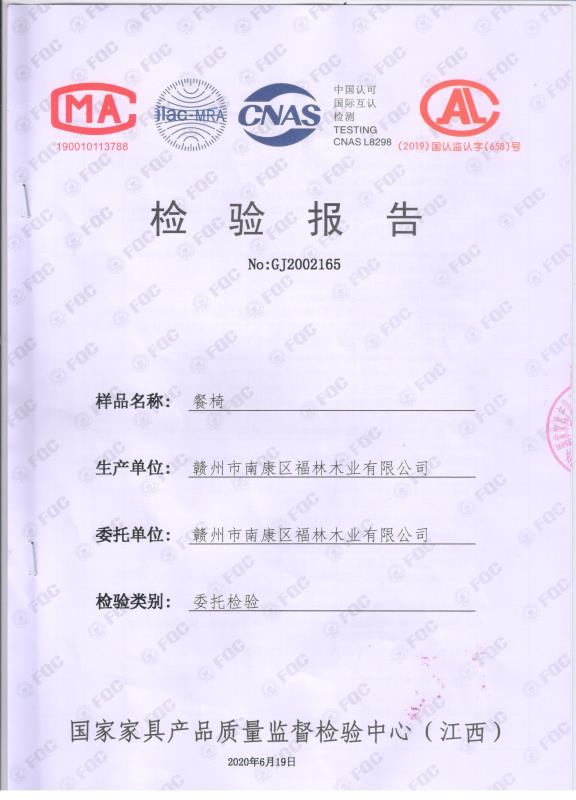 MA
ilac-MRA
CNAS
中国认可
国际互认
检测
TESTING
CNAS L8298
CAL
190010113788
(2019)国认监认字(658)号
检验报告
No:GJ2002165
样品名称: 餐椅
生产单位: 赣州市南康区福林木业有限公司
委托单位: 赣州市南康区福林木业有限公司
检验类别: 委托检验
国家家具产品质量监督检验中心(江西)
2020年6月19日
FQC